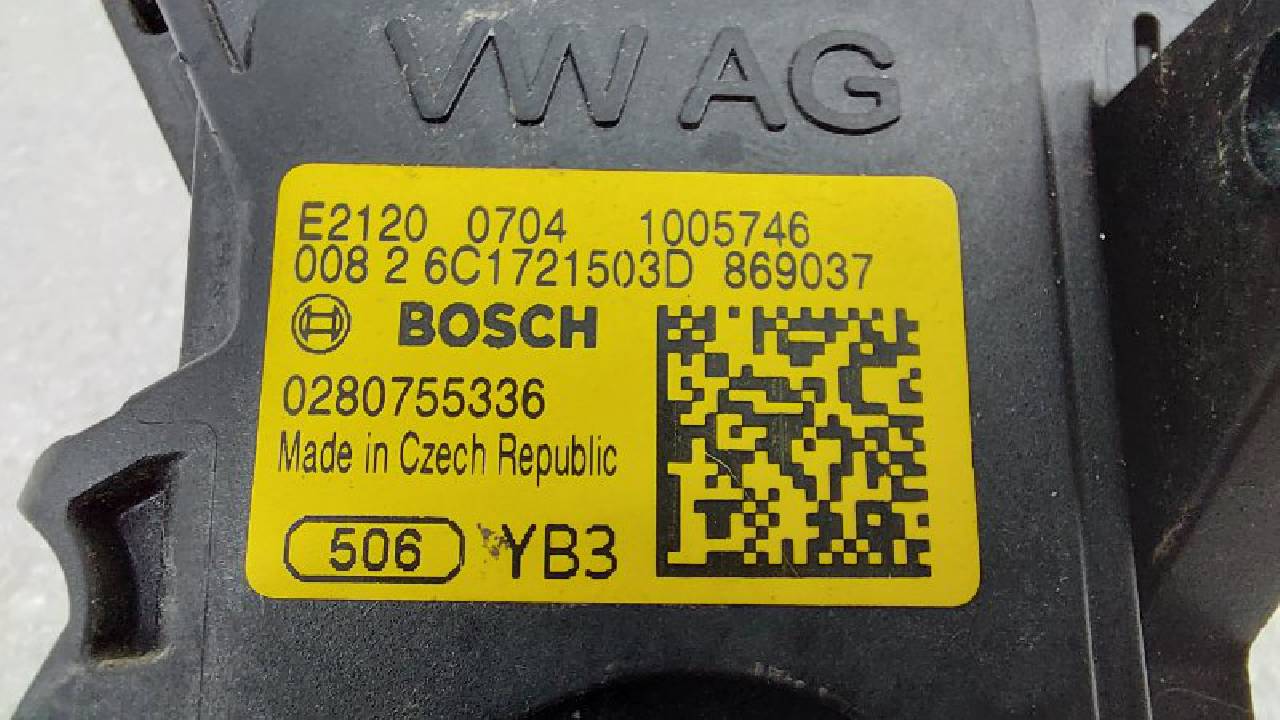 VW AG
E2120 0704 1005746
008 2 6C1721503D 869037
BOSCH
0280755336
Made in Czech Republic
506 YB3